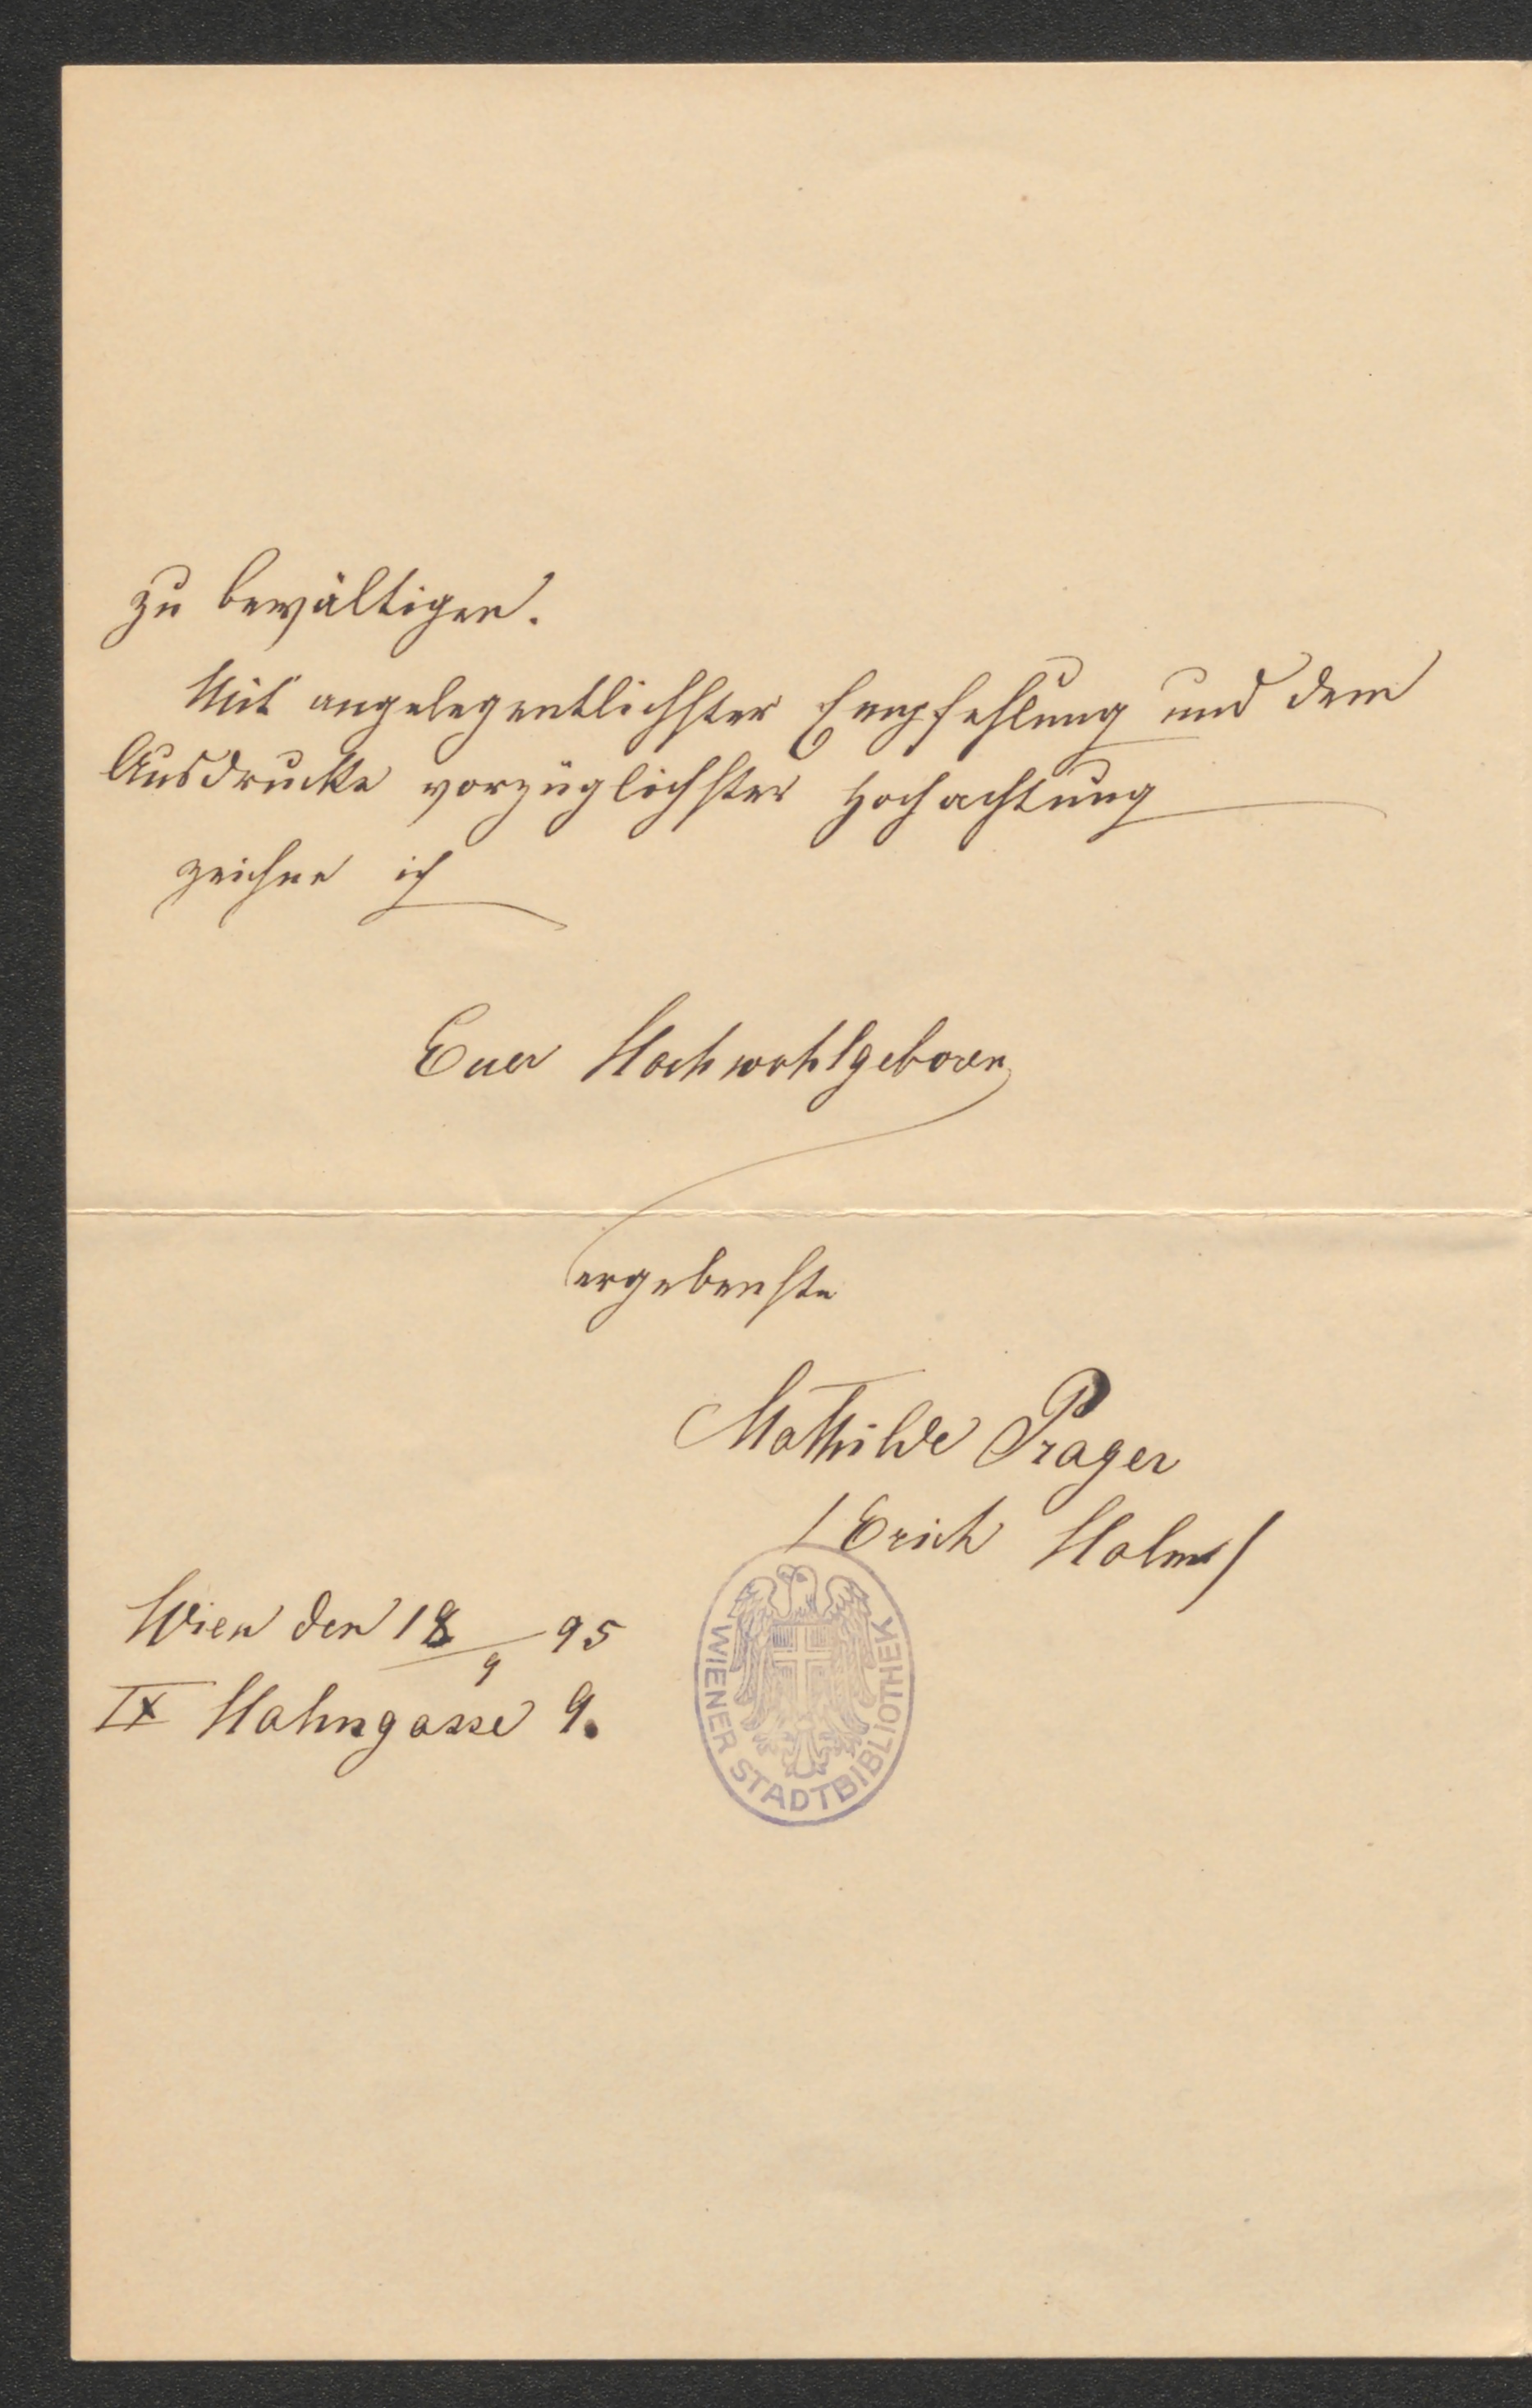 zu bewältigen.
Mit angelegentlichster Empfehlung und dem
Ausdrucke vorzüglichster Hochachtung
zeichne ich
Euer Hochwohlgeboren
ergebenste
Mathilde Prager
/Erich Holm/
Wien den 18/9 95
IX Hahngasse 9.
WIENER STADTBIBLIOTHEK